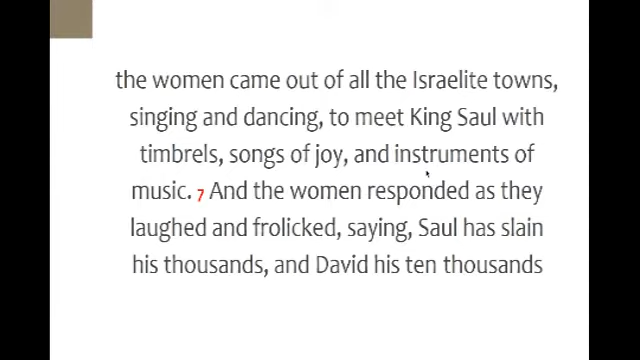 the women came out of all the Israelite towns,
singing and dancing, to meet King Saul with
timbrels, songs of joy, and instruments of
music. 7 And the women responded as they
laughed and frolicked, saying, Saul has slain
his thousands, and David his ten thousands